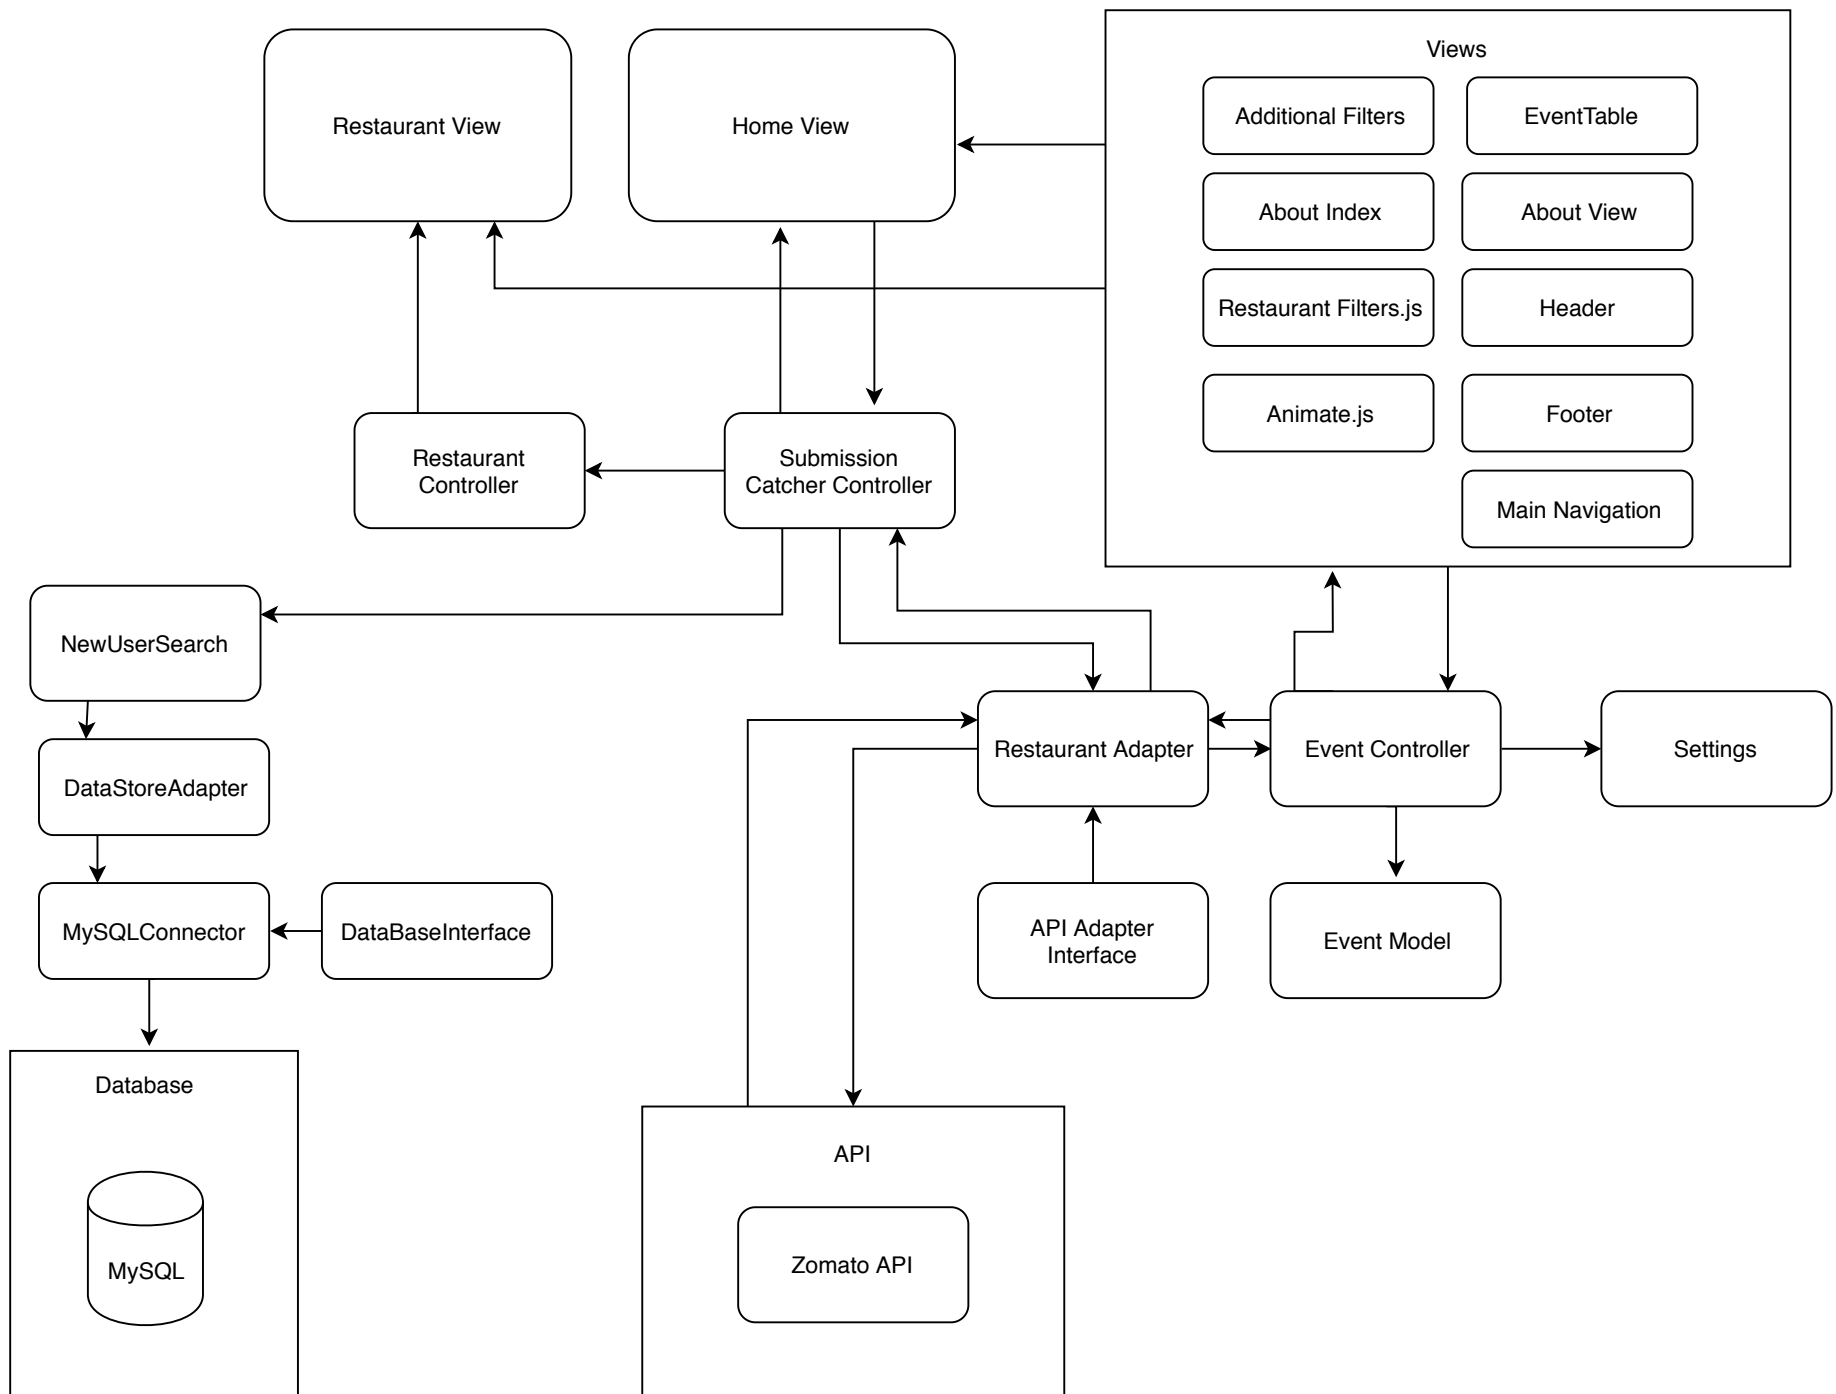 Views
Restaurant View
Home View
Additional Filters
EventTable
About Index
About View
Restaurant Filters.js
Header
Animate.js
Footer
Main Navigation
Restaurant
Controller
Submission
Catcher Controller
NewUserSearch
Restaurant Adapter
Event Controller
Settings
DataStoreAdapter
MySQLConnector
DataBaseInterface
API Adapter
Interface
Event Model
Database
MySQL
API
Zomato API